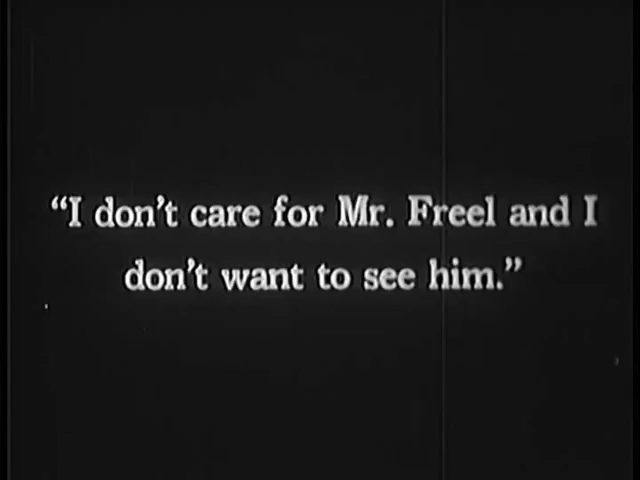 “I don't care for Mr. Freel and I
don't want to see him.”